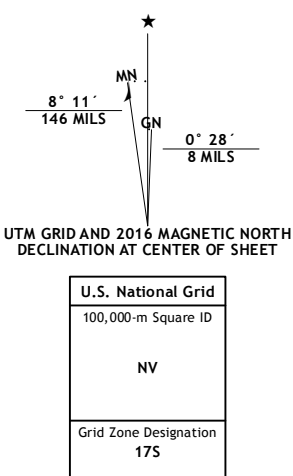 ★
MN
GN
8° 11´
146 MILS
0° 28´
8 MILS
UTM GRID AND 2016 MAGNETIC NORTH
DECLINATION AT CENTER OF SHEET
U.S. National Grid
100,000-m Square ID
NV
Grid Zone Designation
17S